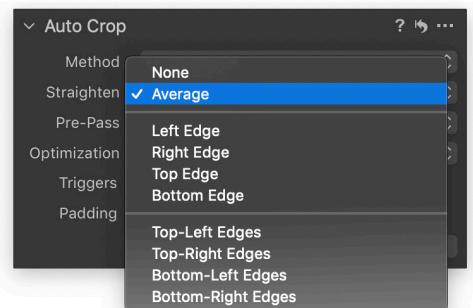 Auto Crop ? ...
Method
None
Straighten
✓ Average
Pre-Pass
Left Edge
Optimization
Right Edge
Top Edge
Triggers
Bottom Edge
Padding
Top-Left Edges
Top-Right Edges
Bottom-Left Edges
Bottom-Right Edges